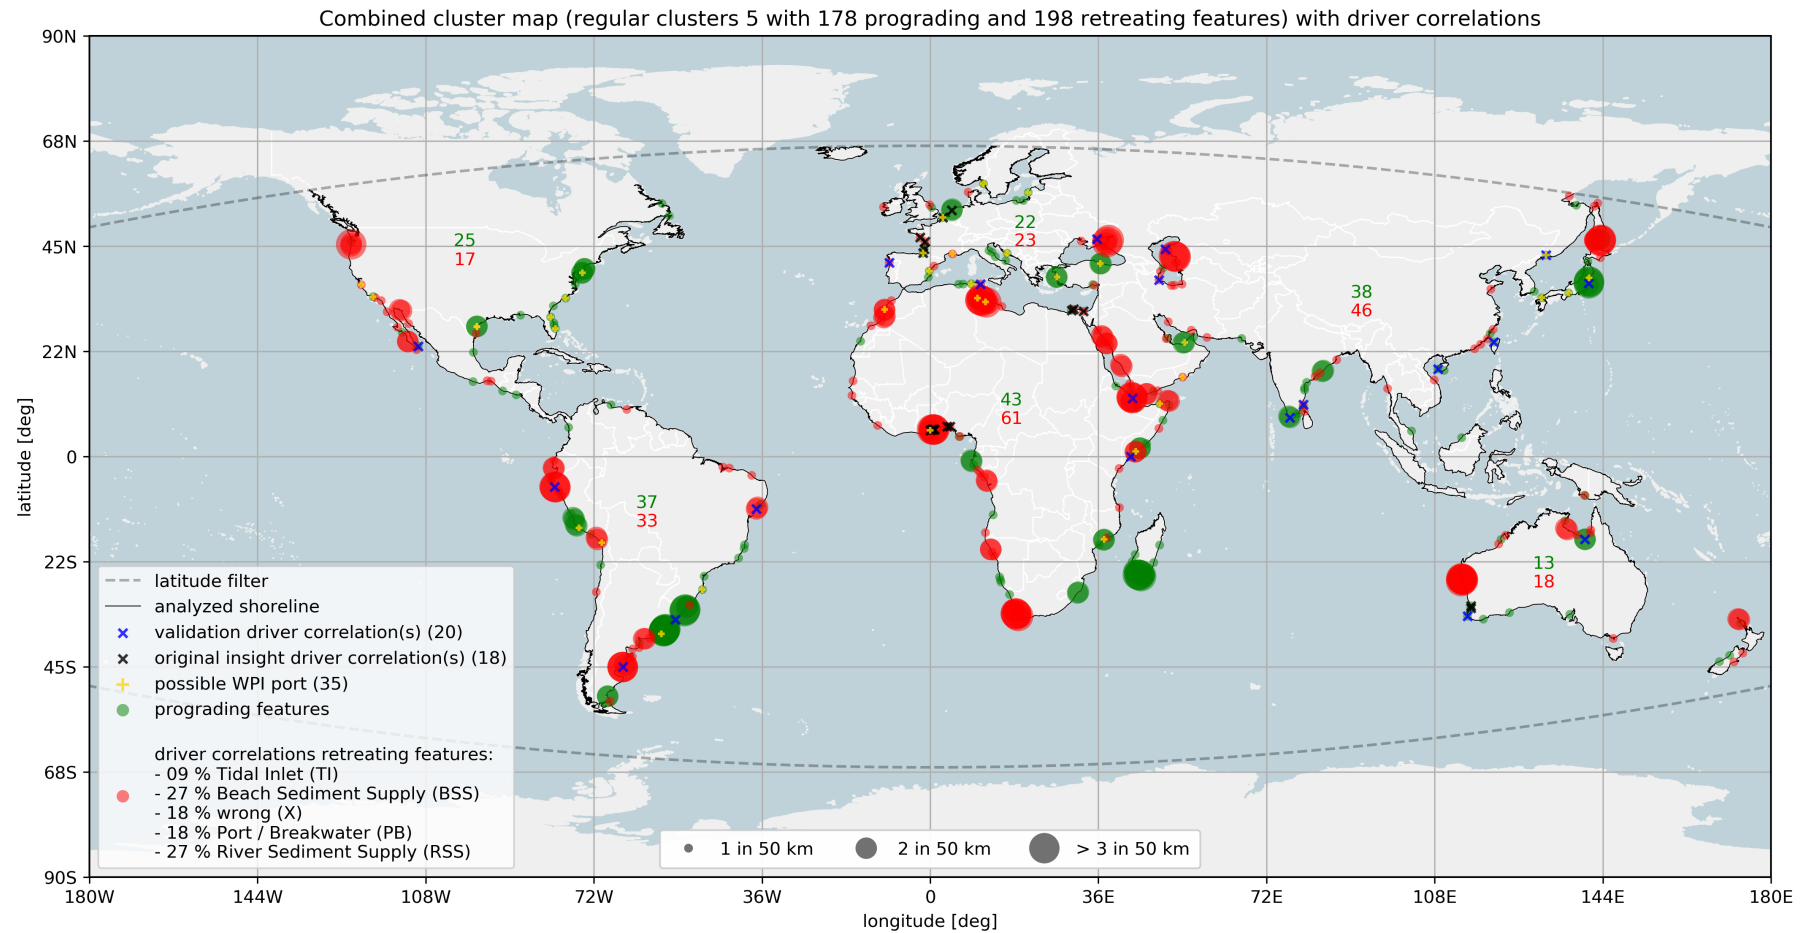 Combined cluster map (regular clusters 5 with 178 prograding and 198 retreating features) with driver correlations
90N
68N
45N
22N
0
22S
45S
68S
90S
latitude [deg]
25
17
22
23
38
46
43
61
37
33
13
18
latitude filter
analyzed shoreline
validation driver correlation(s) (20)
original insight driver correlation(s) (18)
possible WPI port (35)
prograding features
driver correlations retreating features:
- 09 % Tidal Inlet (TI)
- 27 % Beach Sediment Supply (BSS)
- 18 % wrong (X)
- 18 % Port / Breakwater (PB)
- 27 % River Sediment Supply (RSS)
1 in 50 km
2 in 50 km
> 3 in 50 km
180W
144W
108W
72W
36W
0
36E
72E
108E
144E
180E
longitude [deg]